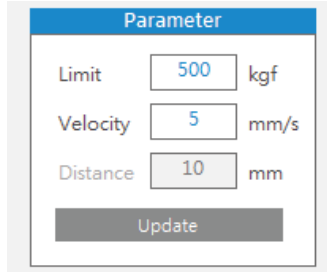 Parameter
Limit 500 kgf
Velocity 5 mm/s
Distance 10 mm
Update